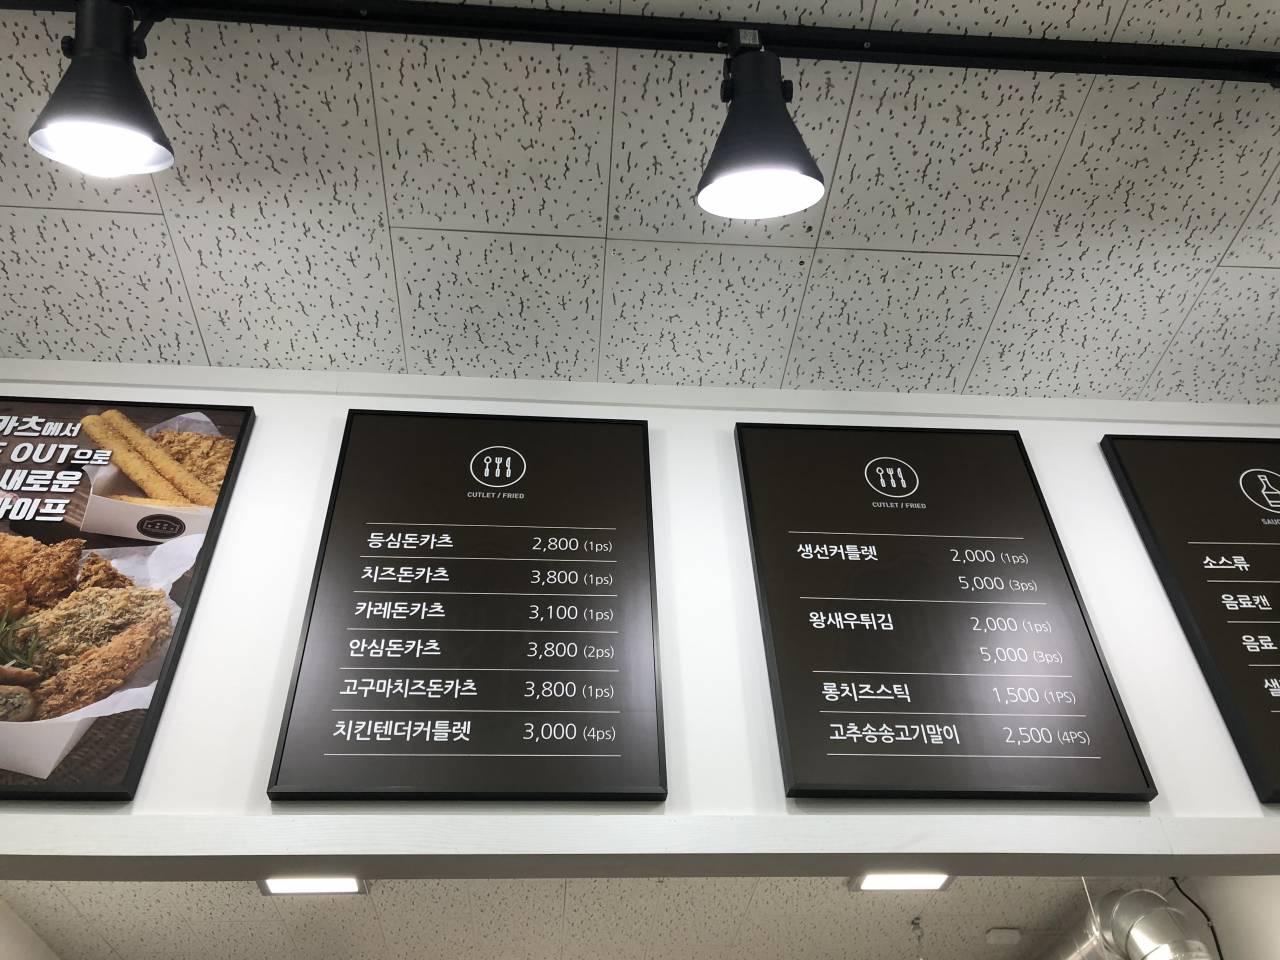 카츠에서
OUT으로
새로운
라이프
CUTLET / FRIED
등심돈카츠 2,800 (1ps)
치즈돈카츠 3,800 (1ps)
카레돈카츠 3,100 (1ps)
안심돈카츠 3,800 (2ps)
고구마치즈돈카츠 3,800 (1ps)
치킨텐더커틀렛 3,000 (4ps)
CUTLET / FRIED
생선커틀렛 2,000 (1ps)
5,000 (3ps)
왕새우튀김 2,000 (1ps)
5,000 (3ps)
롱치즈스틱 1,500 (1PS)
고추송송고기말이 2,500 (4PS)
소스류
음료캔
음료